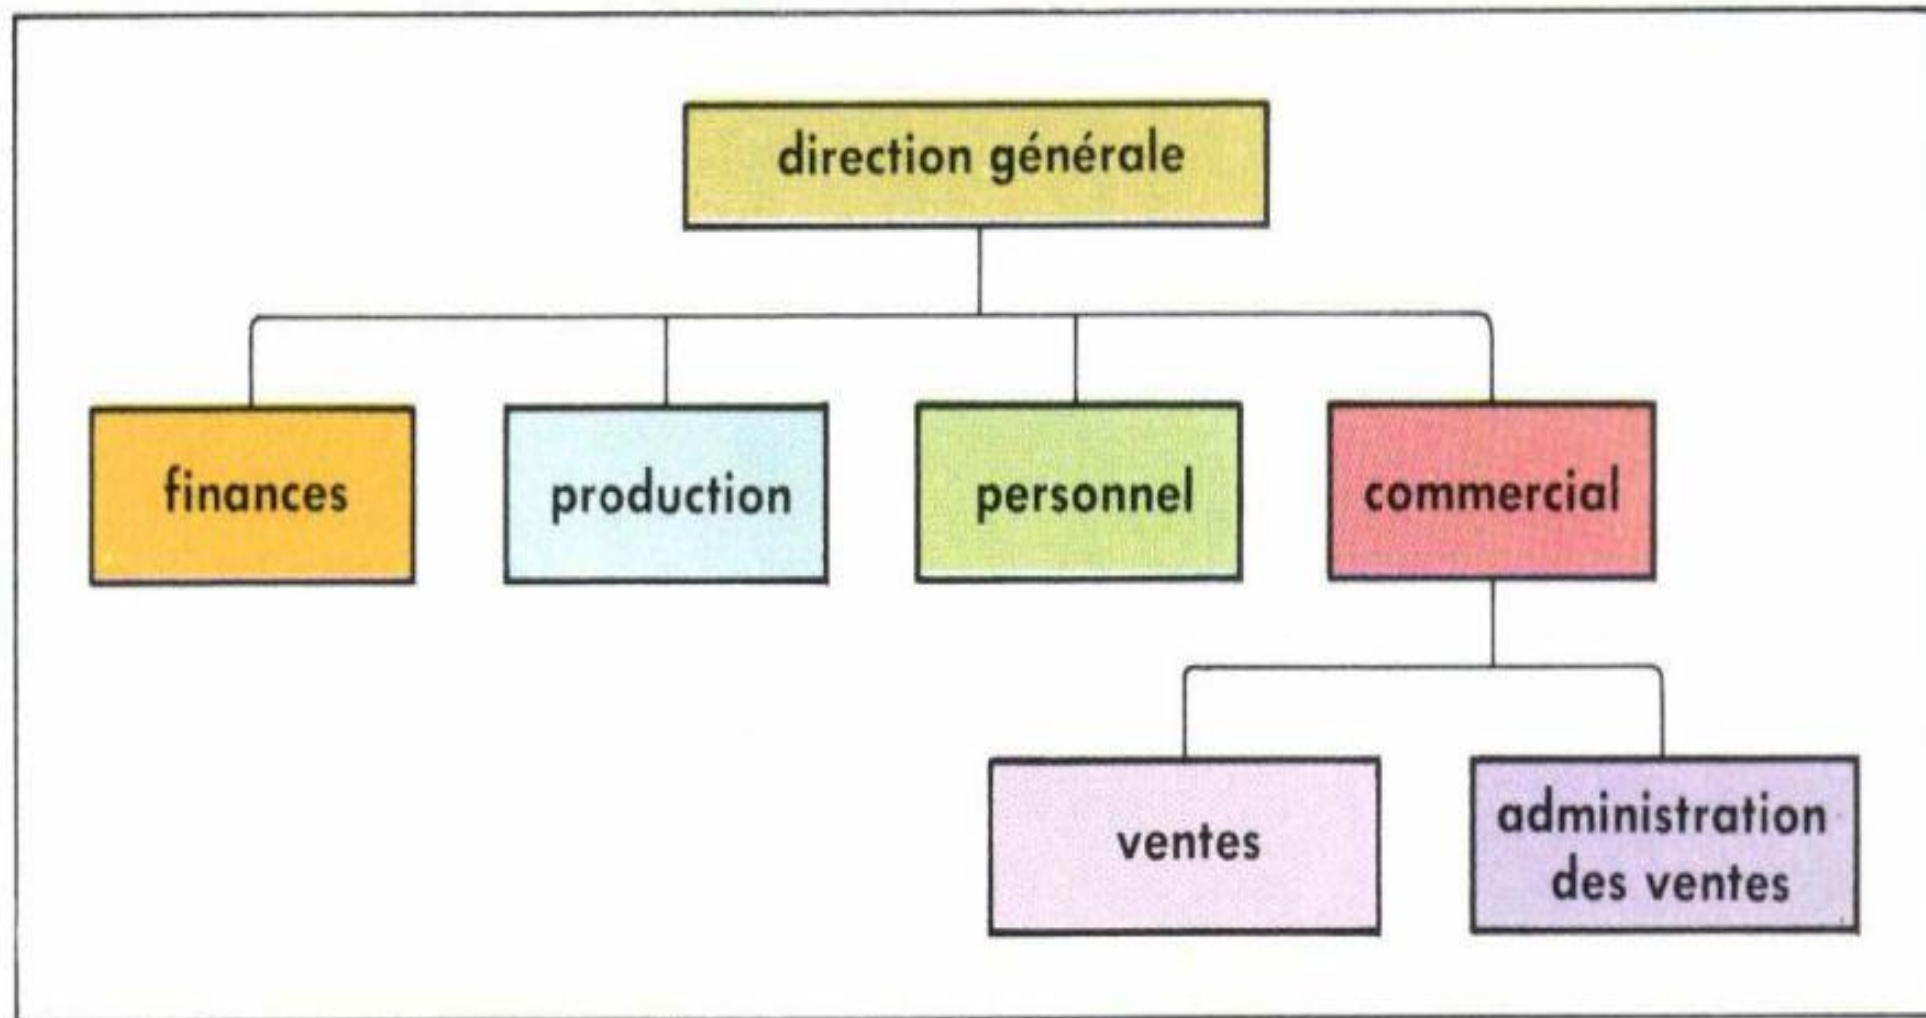 direction générale
finances
production
personnel
commercial
ventes
administration
des ventes